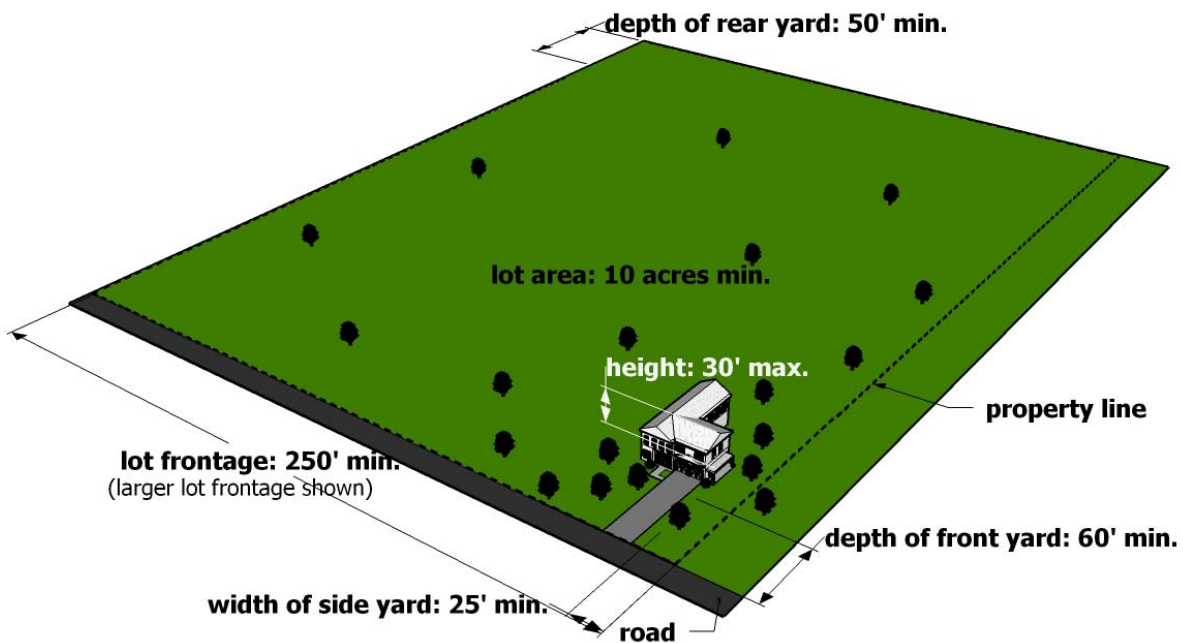 depth of rear yard: 50' min.
lot area: 10 acres min.
height: 30' max.
property line
lot frontage: 250' min.
(larger lot frontage shown)
depth of front yard: 60' min.
width of side yard: 25' min.
road